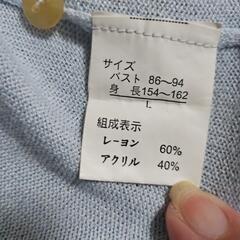 サイズ
バスト 86〜94
身 長154〜162
L
組成表示
レーヨン 60%
アクリル 40%